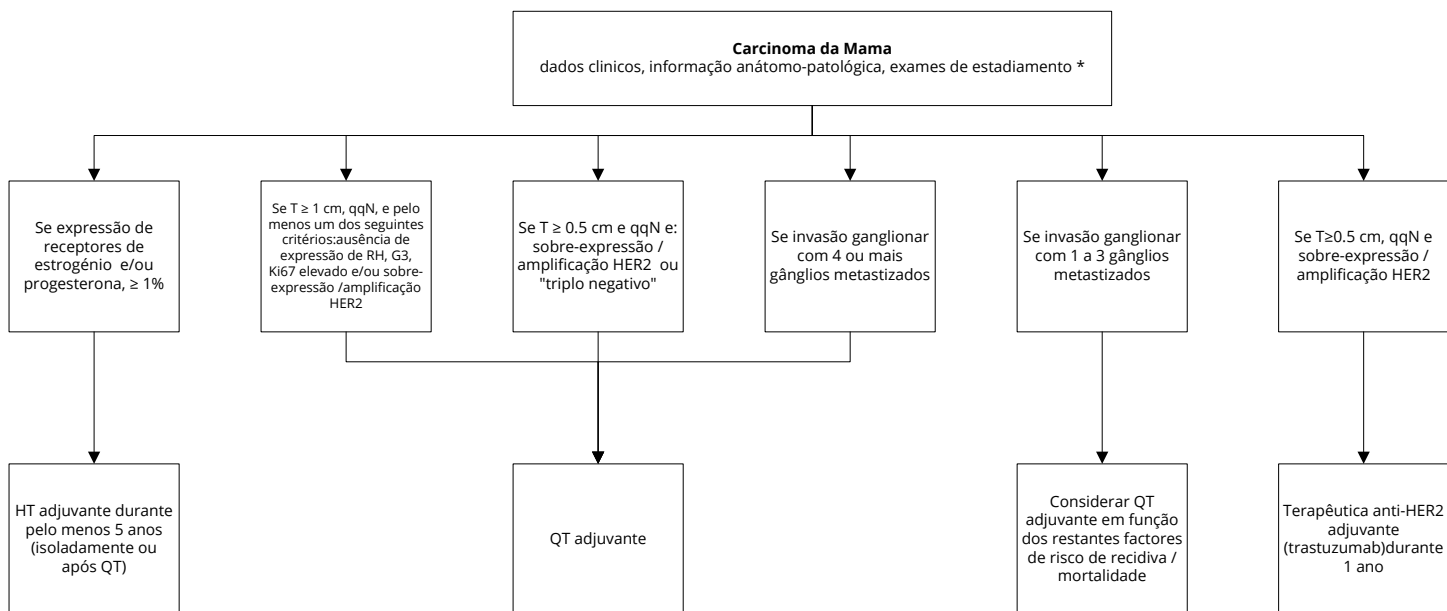 Carcinoma da Mama
dados clinicos, informação anátomo-patológica, exames de estadiamento *
Se expressão de
receptores de
estrogénio e/ou
progesterona, ≥ 1%
Se T ≥ 1 cm, qqN, e pelo
menos um dos seguintes
critérios:ausência de
expressão de RH, G3,
Ki67 elevado e/ou sobre-
expressão /amplificação
HER2
Se T ≥ 0.5 cm e qqN e:
sobre-expressão /
amplificação HER2 ou
"triplo negativo"
Se invasão ganglionar
com 4 ou mais
gânglios metastizados
Se invasão ganglionar
com 1 a 3 gânglios
metastizados
Se T≥0.5 cm, qqN e
sobre-expressão /
amplificação HER2
HT adjuvante durante
pelo menos 5 anos
(isoladamente ou
após QT)
QT adjuvante
Considerar QT
adjuvante em função
dos restantes factores
de risco de recidiva /
mortalidade
Terapêutica anti-HER2
adjuvante
(trastuzumab)durante
1 ano